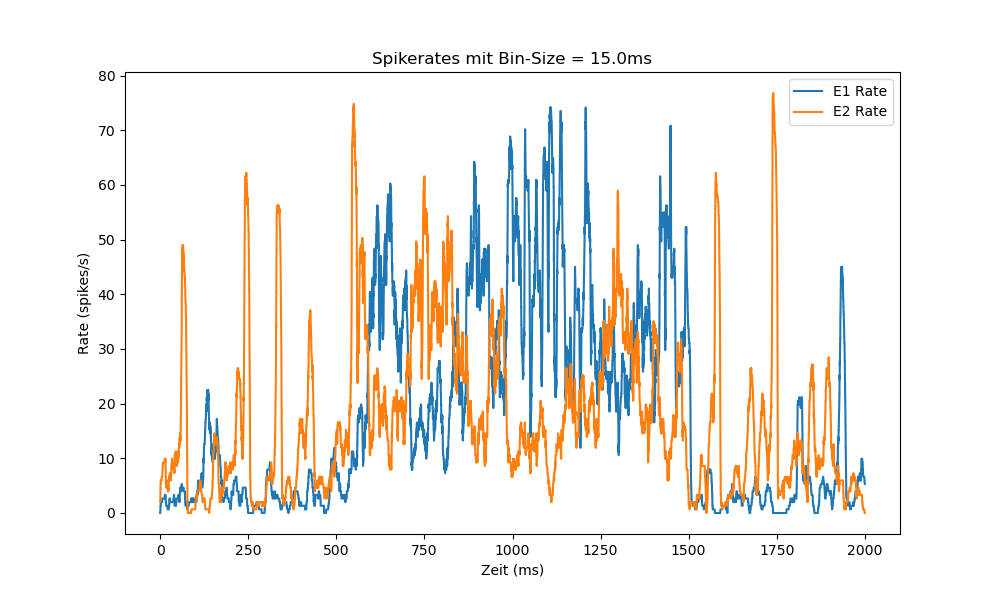 Spikerates mit Bin-Size = 15.0ms
E1 Rate
E2 Rate
80
70
60
50
40
30
20
10
0
Rate (spikes/s)
0 250 500 750 1000 1250 1500 1750 2000
Zeit (ms)